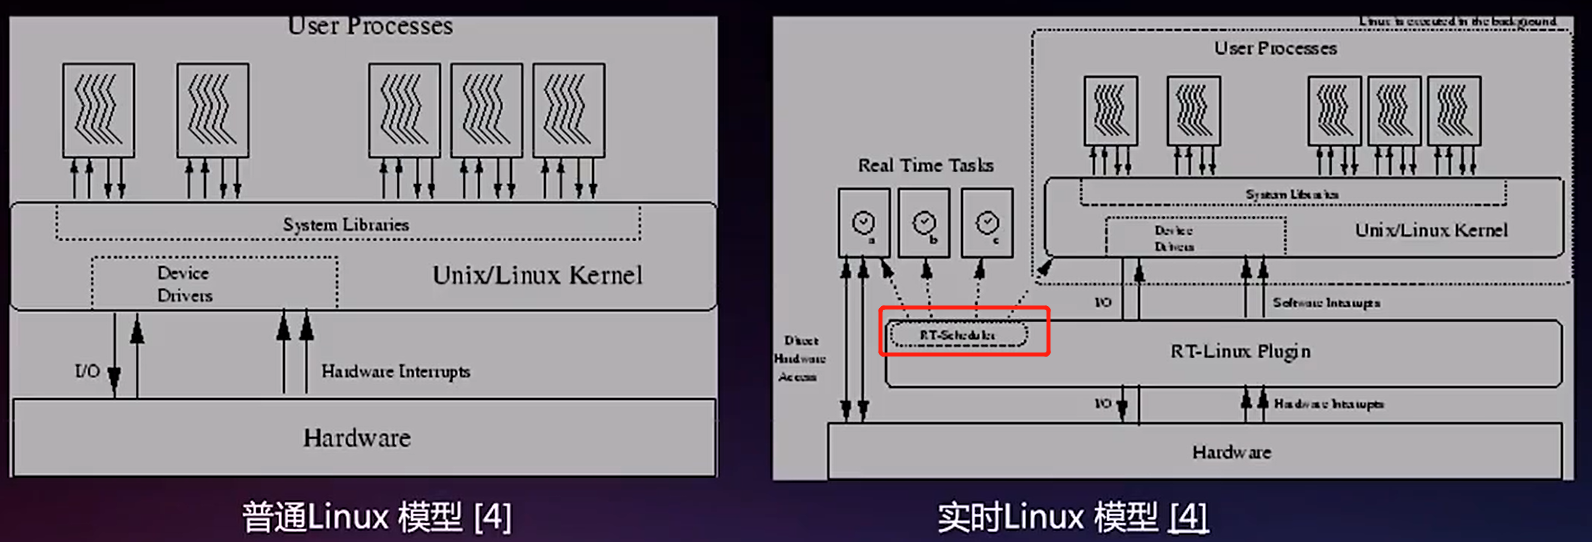 User Processes
System Libraries
Device
Drivers
Unix/Linux Kernel
I/O
Hardware Interrupts
Hardware
普通Linux 模型 [4]
Linux is executed in the background
User Processes
Real Time Tasks
a
b
c
System Libraries
Device
Drivers
Unix/Linux Kernel
I/O
Software Interrupts
Direct
Hardware
Access
RT-Scheduler
RT-Linux Plugin
I/O
Hardware Interrupts
Hardware
实时Linux 模型 [4]